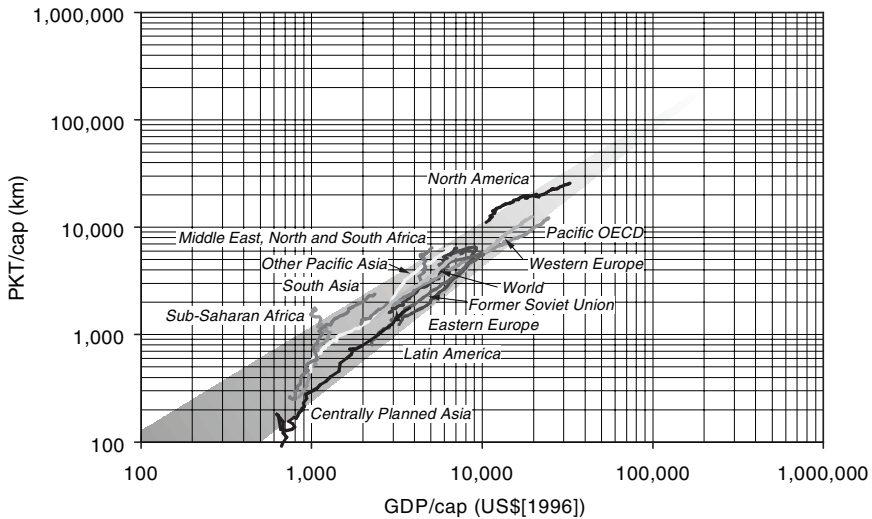 1,000,000
100,000
10,000
1,000
100
PKT/cap (km)
North America
Middle East, North and South Africa
Pacific OECD
Other Pacific Asia
Western Europe
South Asia
World
Sub-Saharan Africa
Former Soviet Union
Eastern Europe
Latin America
Centrally Planned Asia
100
1,000
10,000
100,000
1,000,000
GDP/cap (US$[1996])